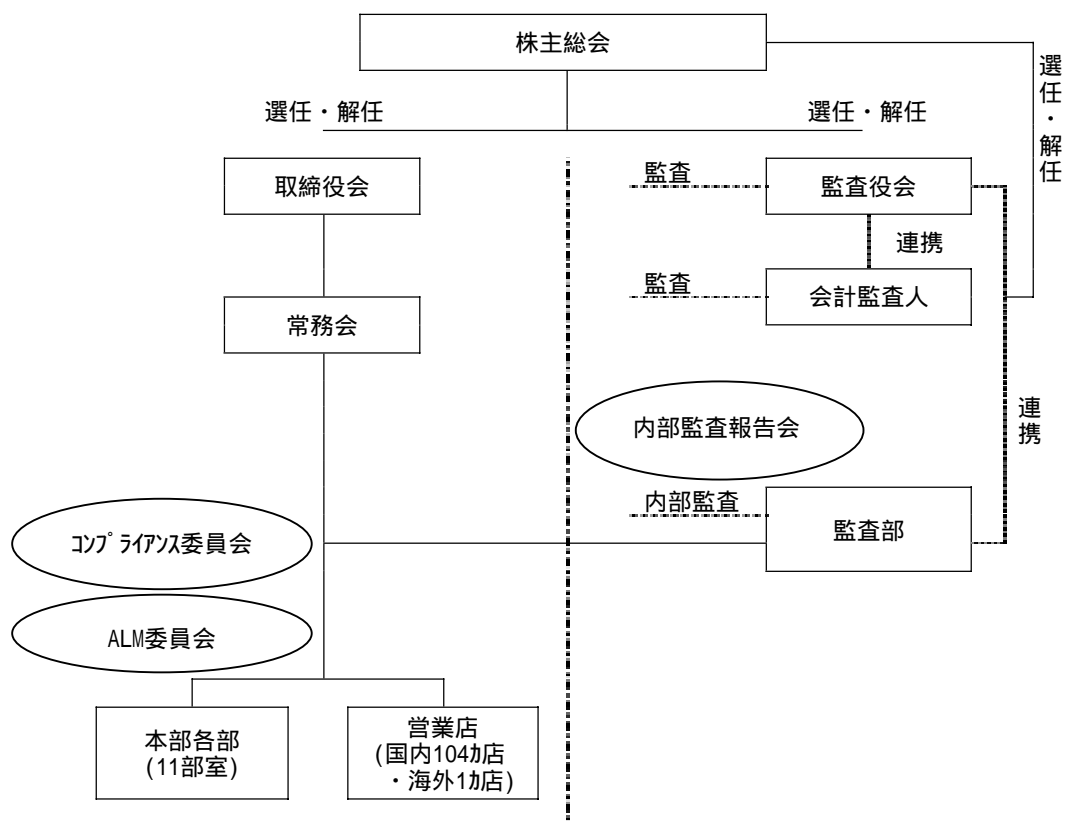 株主総会
選任・解任
選任・解任
選任・解任
取締役会
監査
監査役会
連携
監査
会計監査人
常務会
内部監査報告会
連携
内部監査
監査部
ｺﾝﾌﾟﾗｲｱﾝｽ委員会
ALM委員会
本部各部
(11部室)
営業店
(国内104ｶ店
・海外1ｶ店)